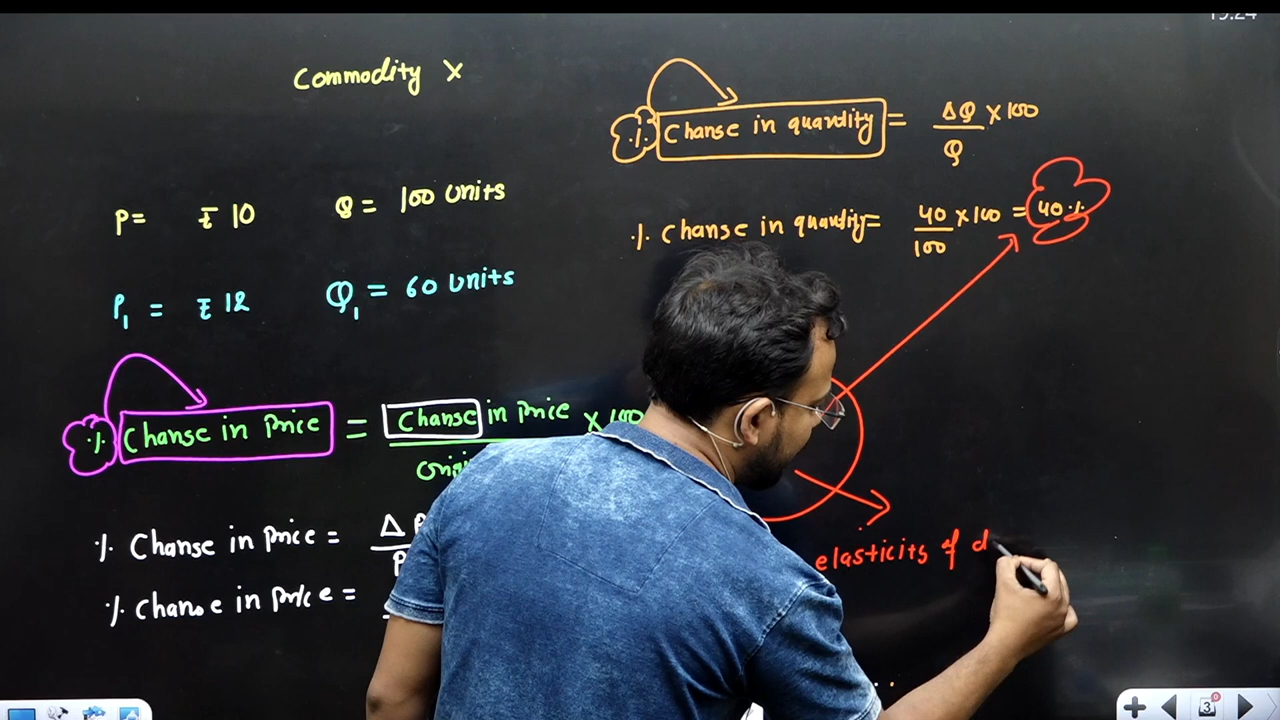 Commodity X
% Change in quantity = ΔQ/Q × 100
P = ₹ 10 Q = 100 Units
% Change in quantity = 40/100 × 100 = 40 %
P1 = ₹ 12 Q1 = 60 Units
% Change in Price = Change in Price × 100
% Change in Price = Δ
P
% Change in Price =
elasticity of d
3